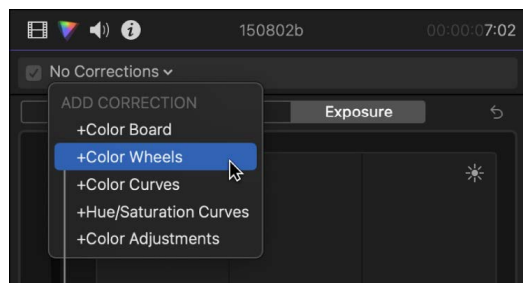 150802b 00:00:07:02
No Corrections
ADD CORRECTION
+Color Board
Exposure
+Color Wheels
+Color Curves
+Hue/Saturation Curves
+Color Adjustments